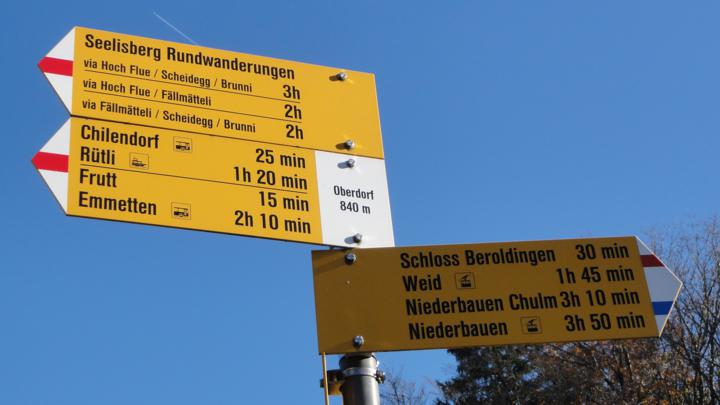 Seelisberg Rundwanderungen
via Hoch Flue / Scheidegg / Brunni 3h
via Hoch Flue / Fällmätteli 2h
via Fällmätteli / Scheidegg / Brunni 2h
Chilendorf 25 min
Rütli 1h 20 min
Frutt 15 min
Emmetten 2h 10 min
Oberdorf
840 m
Schloss Beroldingen 30 min
Weid 1h 45 min
Niederbauen Chulm 3h 10 min
Niederbauen 3h 50 min